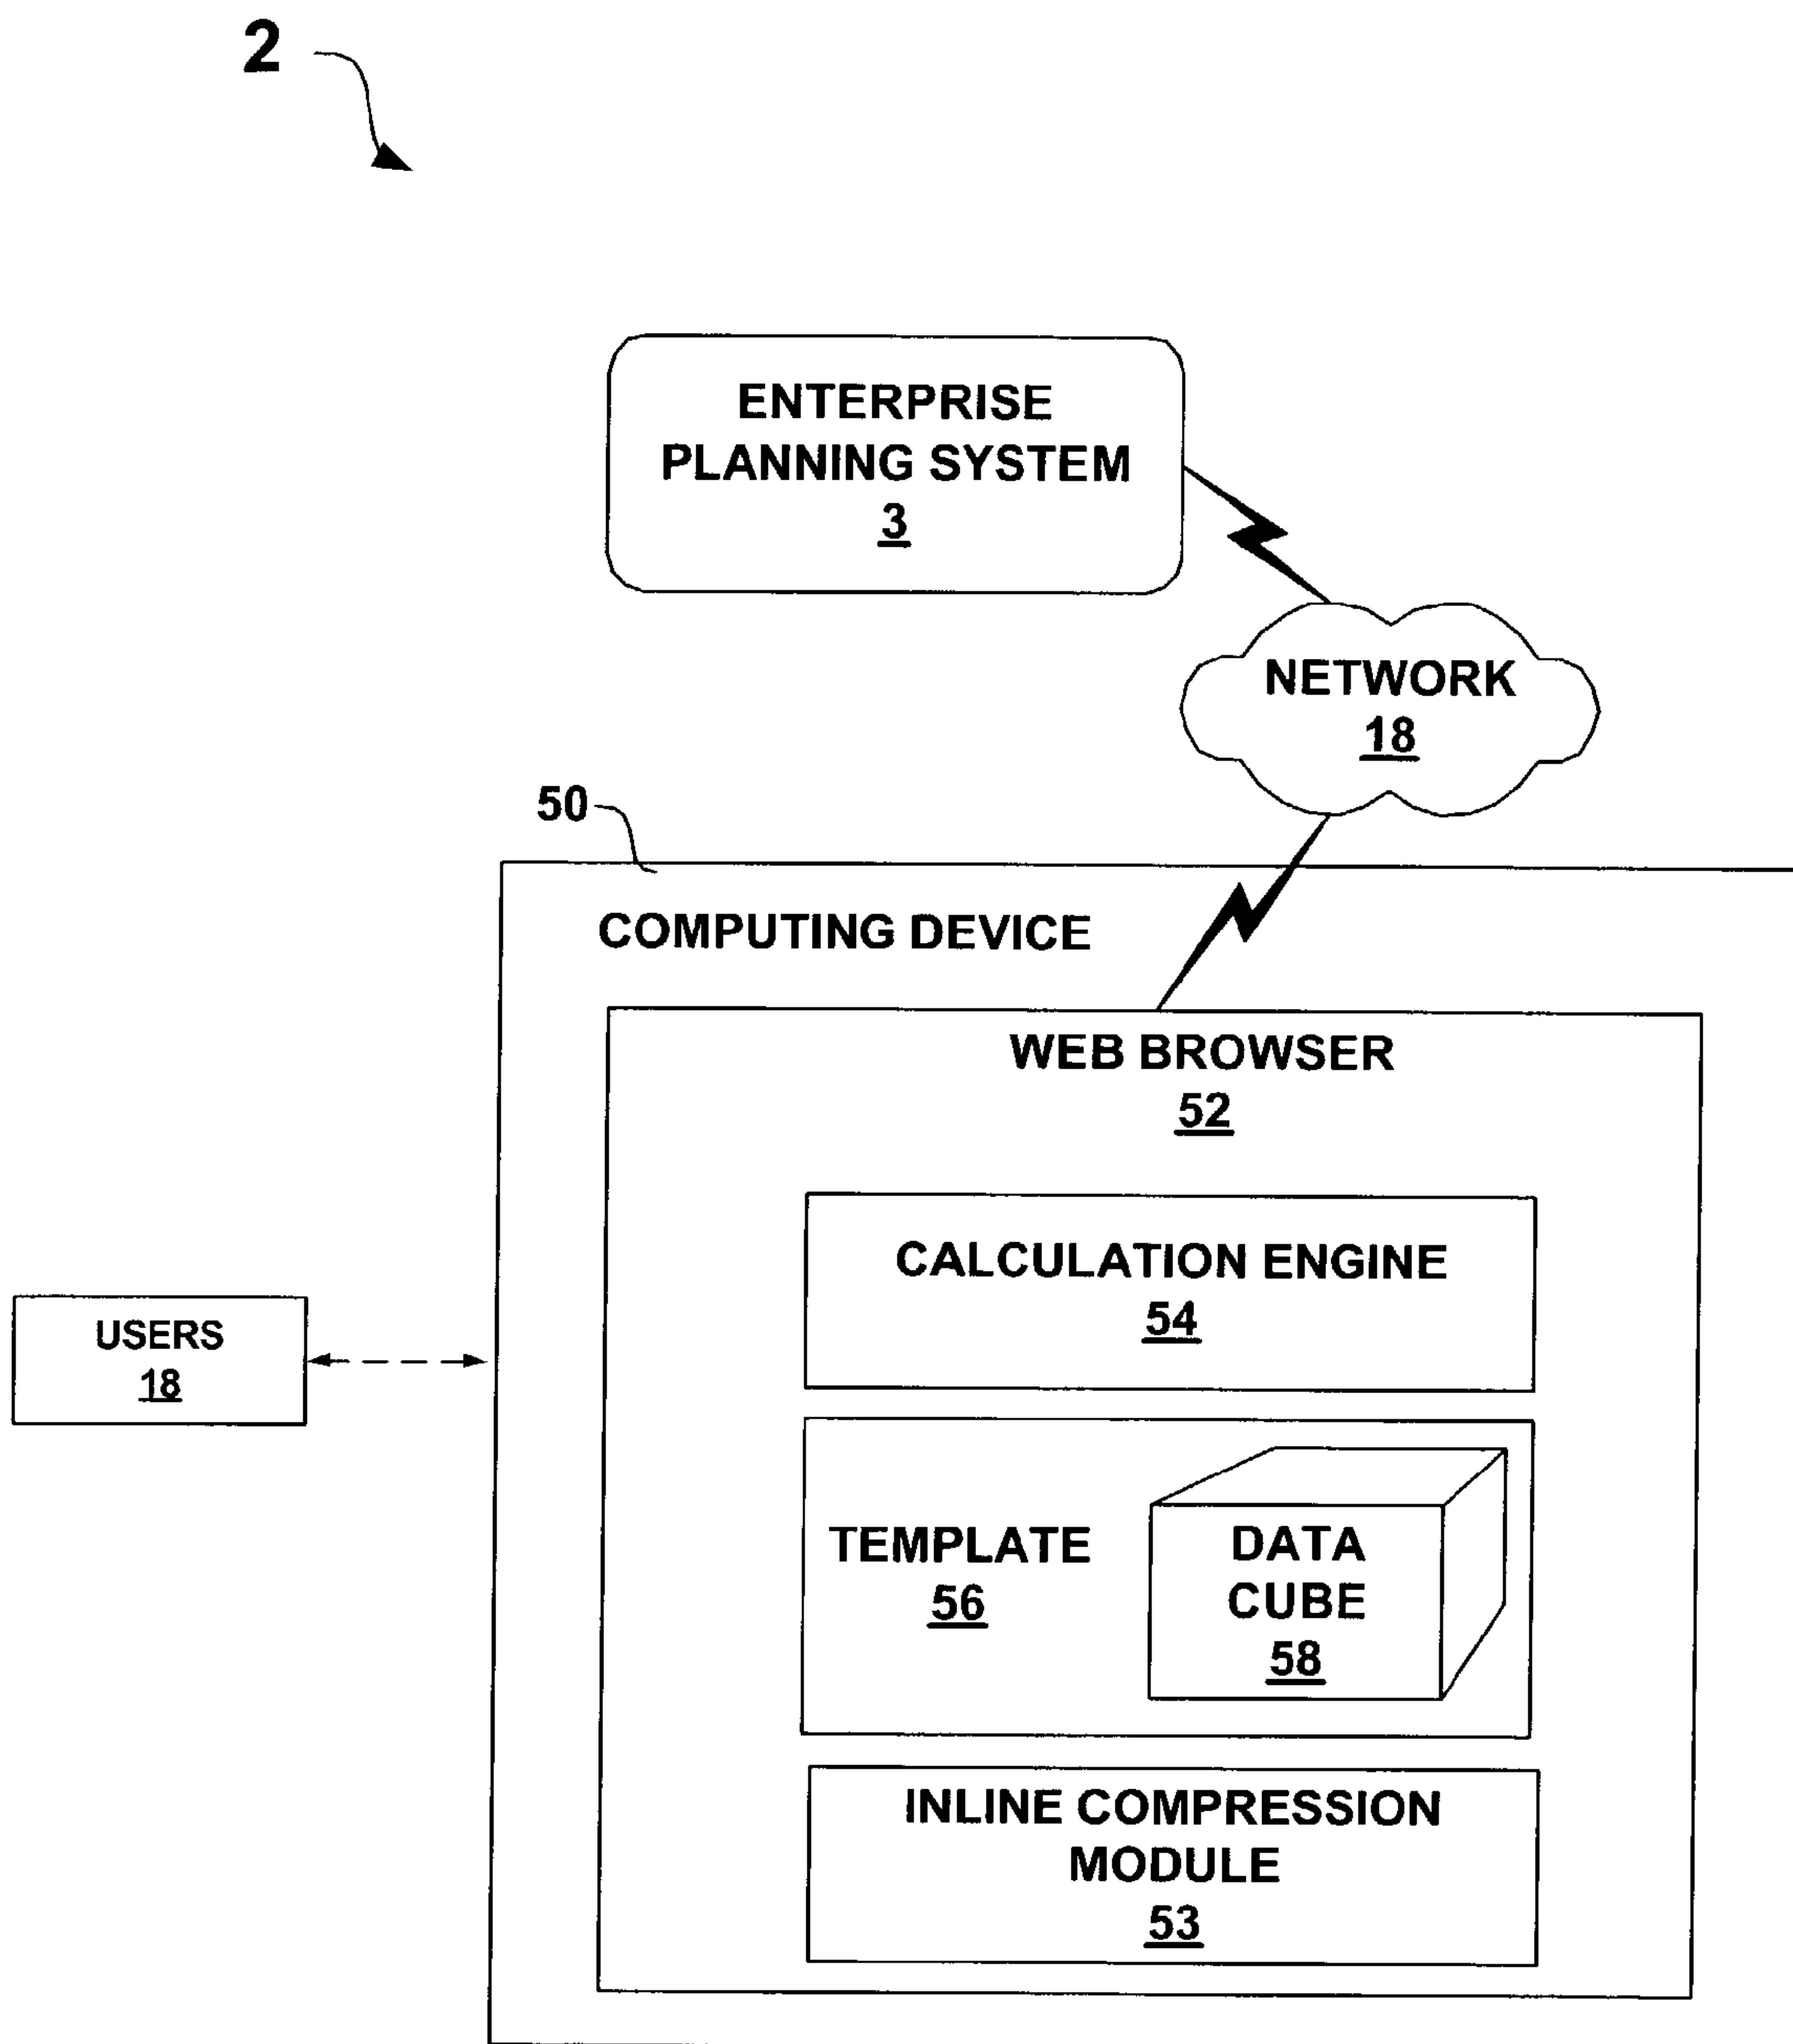 2
ENTERPRISE
PLANNING SYSTEM
3
NETWORK
18
50
COMPUTING DEVICE
WEB BROWSER
52
CALCULATION ENGINE
54
USERS
18
TEMPLATE
56
DATA
CUBE
58
INLINE COMPRESSION
MODULE
53